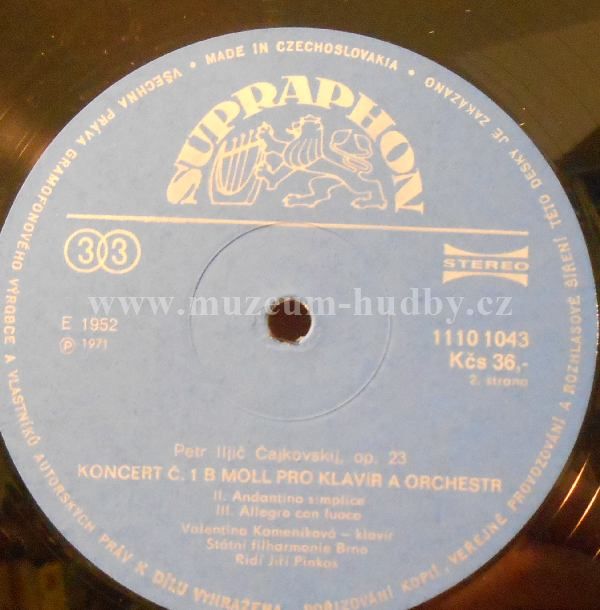 VŠECHNA PRÁVA GRAMOFONOVÉHO VÝROBCE A VLASTNÍKŮ AUTORSKÝCH PRÁV K DÍLU VYHRAZENA. POŘIZOVÁNÍ KOPIÍ, VEŘEJNÉ PROVOZOVÁNÍ A ROZHLASOVÉ ŠÍŘENÍ TÉTO DESKY JE ZAKÁZÁNO
• MADE IN CZECHOSLOVAKIA •
SUPRAPHON
33
STEREO
www.muzeum-hudby.cz
E 1952
Ⓟ 1971
1110 1043
Kčs 36,-
2. strana
Petr Iljič Čajkovskij, op. 23
KONCERT Č. 1 B MOLL PRO KLAVÍR A ORCHESTR
II. Andantino simplice
III. Allegro con fuoco
Valentina Kameníková – klavír
Státní filharmonie Brno
Řídí Jiří Pinkas